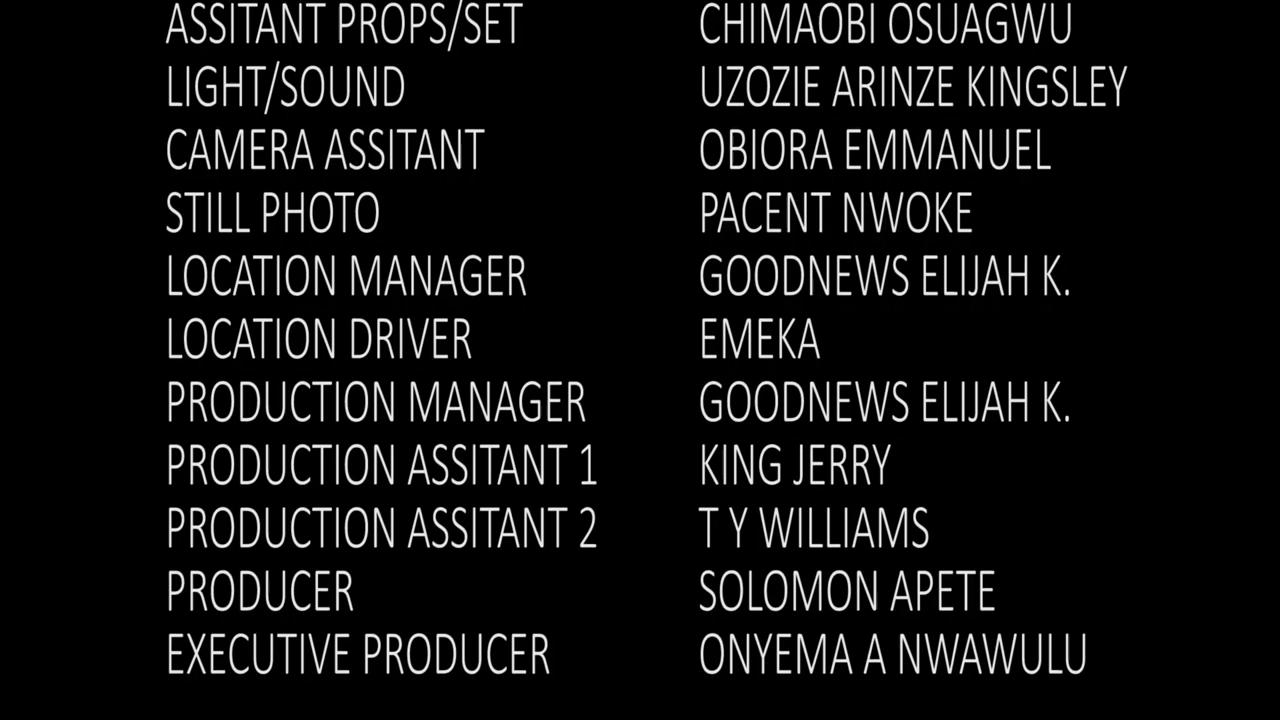 ASSITANT PROPS/SET CHIMAOBI OSUAGWU
LIGHT/SOUND UZOZIE ARINZE KINGSLEY
CAMERA ASSITANT OBIORA EMMANUEL
STILL PHOTO PACENT NWOKE
LOCATION MANAGER GOODNEWS ELIJAH K.
LOCATION DRIVER EMEKA
PRODUCTION MANAGER GOODNEWS ELIJAH K.
PRODUCTION ASSITANT 1 KING JERRY
PRODUCTION ASSITANT 2 T Y WILLIAMS
PRODUCER SOLOMON APETE
EXECUTIVE PRODUCER ONYEMA A NWAWULU